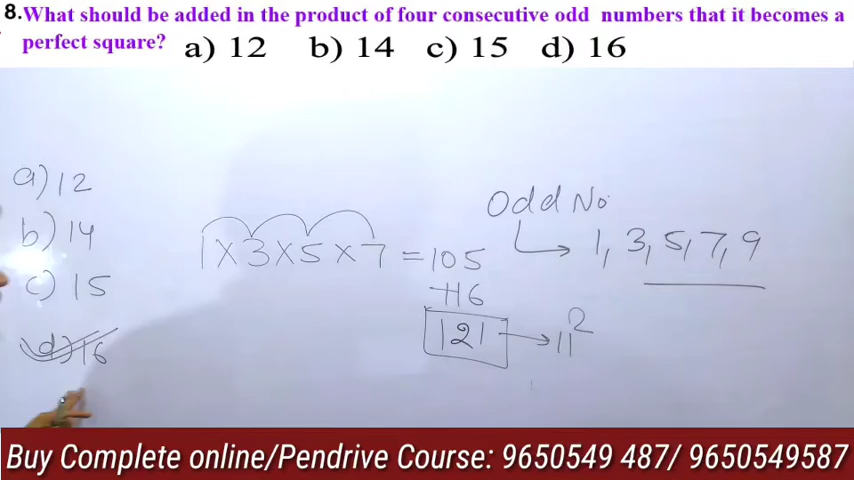 8.What should be added in the product of four consecutive odd numbers that it becomes a
perfect square? a) 12 b) 14 c) 15 d) 16
a) 12
b) 14
c) 15
d) 16
1 x 3 x 5 x 7 = 105
+16
121 → 11²
Odd No
→ 1, 3, 5, 7, 9
Buy Complete online/Pendrive Course: 9650549 487/ 9650549587